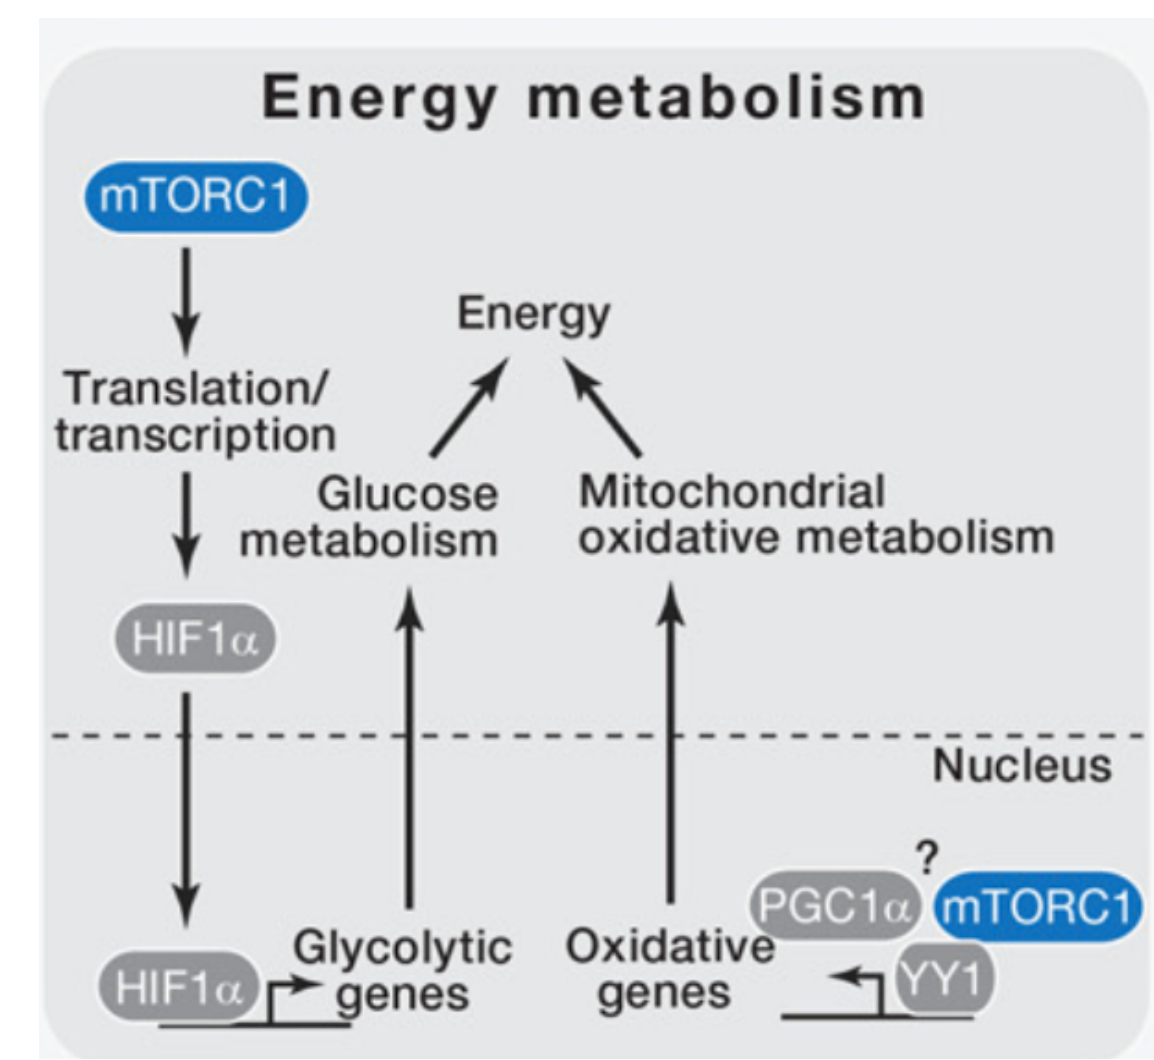 Energy metabolism
mTORC1
Energy
Translation/
transcription
Glucose
metabolism
Mitochondrial
oxidative metabolism
HIF1α
Nucleus
?
PGC1α
mTORC1
Glycolytic
genes
Oxidative
genes
HIF1α
YY1